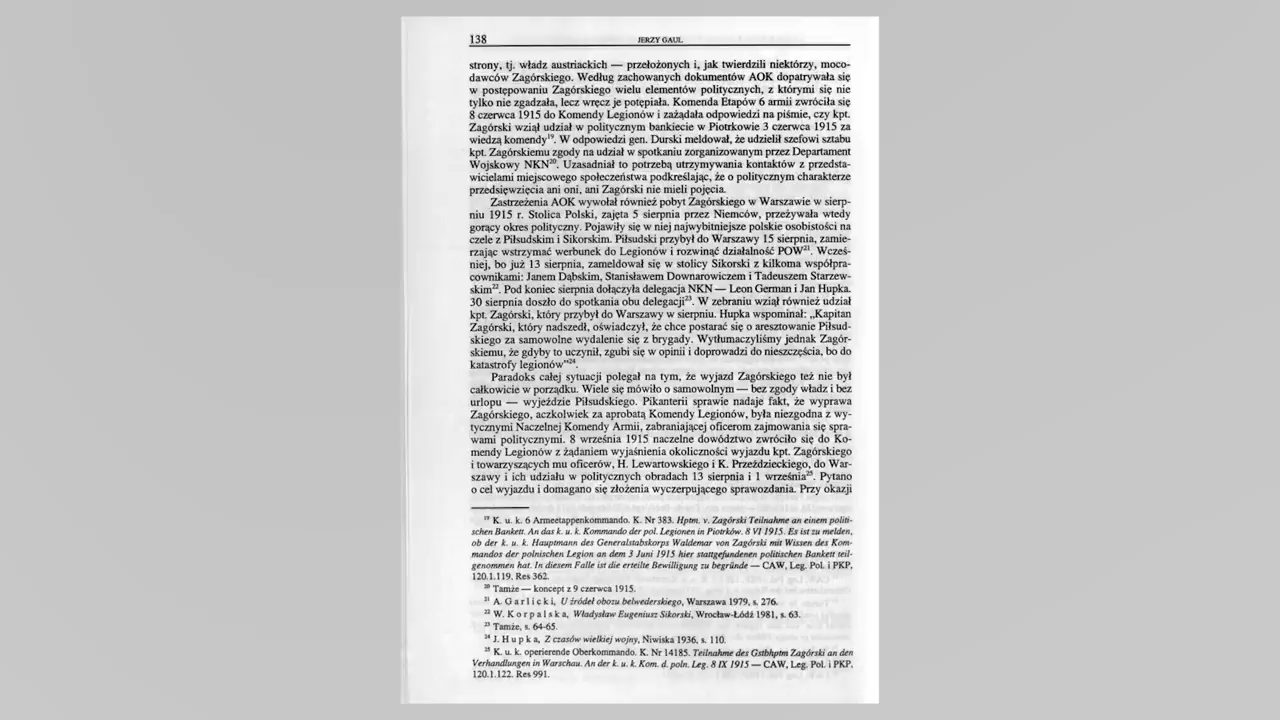 138
JERZY GAUL
strony, tj. władz austriackich — przełożonych i, jak twierdzili niektórzy, moco-
dawców Zagórskiego. Według zachowanych dokumentów AOK dopatrywała się
w postępowaniu Zagórskiego wielu elementów politycznych, z którymi się nie
tylko nie zgadzała, lecz wręcz je potępiała. Komenda Etapów 6 armii zwróciła się
8 czerwca 1915 do Komendy Legionów i zażądała odpowiedzi na piśmie, czy kpt.
Zagórski wziął udział w politycznym bankiecie w Piotrkowie 3 czerwca 1915 za
wiedzą komendy¹⁹. W odpowiedzi gen. Durski meldował, że udzielił szefowi sztabu
kpt. Zagórskiemu zgody na udział w spotkaniu zorganizowanym przez Departament
Wojskowy NKN²⁰. Uzasadniał to potrzebą utrzymywania kontaktów z przedsta-
wicielami miejscowego społeczeństwa podkreślając, że o politycznym charakterze
przedsięwzięcia ani oni, ani Zagórski nie mieli pojęcia.
Zastrzeżenia AOK wywołał również pobyt Zagórskiego w Warszawie w sierp-
niu 1915 r. Stolica Polski, zajęta 5 sierpnia przez Niemców, przeżywała wtedy
gorący okres polityczny. Pojawiły się w niej najwybitniejsze polskie osobistości na
czele z Piłsudskim i Sikorskim. Piłsudski przybył do Warszawy 15 sierpnia, zamie-
rzając wstrzymać werbunek do Legionów i rozwinąć działalność POW²¹. Wcześ-
niej, bo już 13 sierpnia, zameldował się w stolicy Sikorski z kilkoma współpra-
cownikami: Janem Dąbskim, Stanisławem Downarowiczem i Tadeuszem Starzew-
skim²². Pod koniec sierpnia dołączyła delegacja NKN — Leon German i Jan Hupka.
30 sierpnia doszło do spotkania obu delegacji²³. W zebraniu wziął również udział
kpt. Zagórski, który przybył do Warszawy w sierpniu. Hupka wspominał: „Kapitan
Zagórski, który nadszedł, oświadczył, że chce postarać się o aresztowanie Piłsud-
skiego za samowolne wydalenie się z brygady. Wytłumaczyliśmy jednak Zagór-
skiemu, że gdyby to uczynił, zgubi się w opinii i doprowadzi do nieszczęścia, bo do
katastrofy legionów"²⁴.
Paradoks całej sytuacji polegał na tym, że wyjazd Zagórskiego też nie był
całkowicie w porządku. Wiele się mówiło o samowolnym — bez zgody władz i bez
urlopu — wyjeździe Piłsudskiego. Pikanterii sprawie nadaje fakt, że wyprawa
Zagórskiego, aczkolwiek za aprobatą Komendy Legionów, była niezgodna z wy-
tycznymi Naczelnej Komendy Armii, zabraniającej oficerom zajmowania się spra-
wami politycznymi. 8 września 1915 naczelne dowództwo zwróciło się do Ko-
mendy Legionów z żądaniem wyjaśnienia okoliczności wyjazdu kpt. Zagórskiego
i towarzyszących mu oficerów, H. Lewartowskiego i K. Przeździeckiego, do War-
szawy i ich udziału w politycznych obradach 13 sierpnia i 1 września²⁵. Pytano
o cel wyjazdu i domagano się złożenia wyczerpującego sprawozdania. Przy okazji
¹⁹ K. u. k. 6 Armeetappenkommando. K. Nr 383. Hptm. v. Zagórski Teilnahme an einem politi-
schen Bankett. An das k. u. k. Kommando der pol. Legionen in Piotrków. 8 VI 1915. Es ist zu melden,
ob der k. u. k. Hauptmann des Generalstabskorps Waldemar von Zagórski mit Wissen des Kom-
mandos der polnischen Legion an dem 3 Juni 1915 hier stattgefundenen politischen Bankett teil-
genommen hat. In diesem Falle ist die erteilte Bewilligung zu begründe — CAW, Leg. Pol. i PKP,
120.1.119, Res 362.
²⁰ Tamże — koncept z 9 czerwca 1915.
²¹ A. Garlicki, U źródeł obozu belwederskiego, Warszawa 1979, s. 276.
²² W. Korpalska, Władysław Eugeniusz Sikorski, Wrocław-Łódź 1981, s. 63.
²³ Tamże, s. 64-65.
²⁴ J. Hupka, Z czasów wielkiej wojny, Niwiska 1936, s. 110.
²⁵ K. u. k. operierende Oberkommando. K. Nr 14185. Teilnahme des Gstbhptm Zagórski an den
Verhandlungen in Warschau. An der k. u. k. Kom. d. poln. Leg. 8 IX 1915 — CAW, Leg. Pol. i PKP,
120.1.122. Res 991.